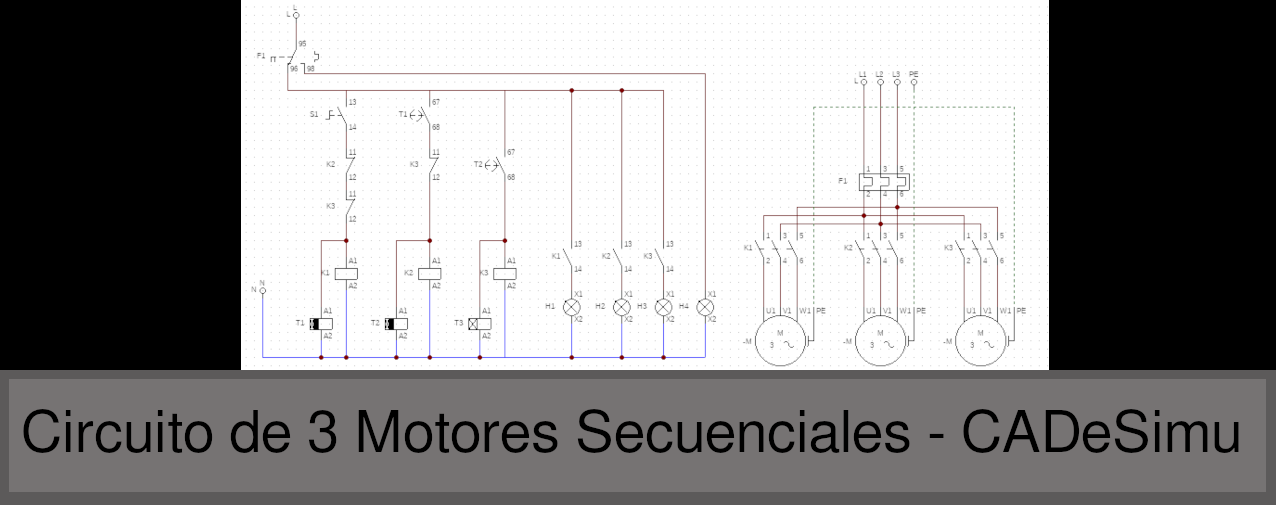 L
L
95
F1
96 98
L1 L2 L3 PE
L
13 67
S1 T1
14 68
11 11 67
K2 K3 T2
12 12 68
1 3 5
F1
2 4 6
11
K3
12
13 13 13
K1 K2 K3
14 14 14
1 3 5 1 3 5 1 3 5
K1 K2 K3
2 4 6 2 4 6 2 4 6
A1 A1 A1
K1 K2 K3
A2 A2 A2
N
N
X1 X1 X1 X1
H1 H2 H3 H4
X2 X2 X2 X2
A1 A1 A1
T1 T2 T3
A2 A2 A2
U1 V1 W1 PE U1 V1 W1 PE U1 V1 W1 PE
M M M
-M 3 -M 3 -M 3
Circuito de 3 Motores Secuenciales - CADeSimu